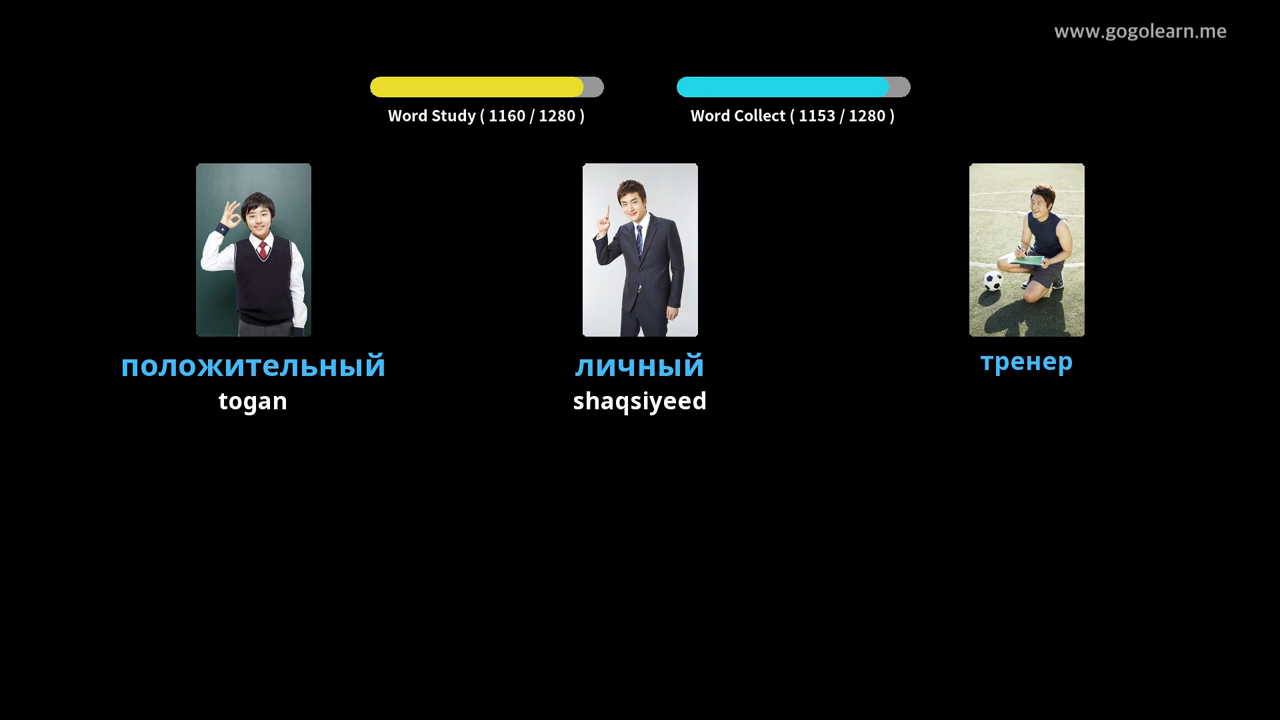 www.gogolearn.me
Word Study ( 1160 / 1280 )
Word Collect ( 1153 / 1280 )
положительный
togan
личный
shaqsiyeed
тренер